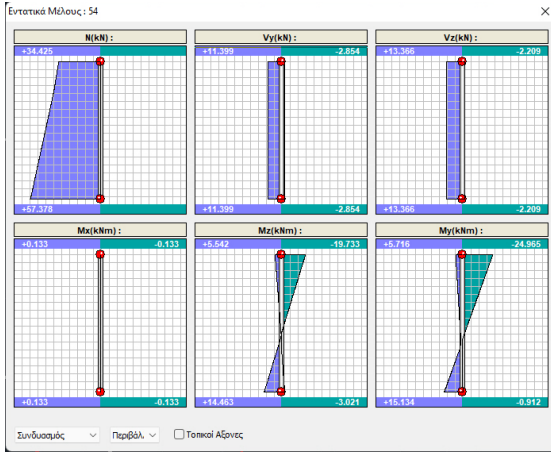 Εντατικά Μέλους : 54
N(kN) :
Vy(kN) :
Vz(kN) :
+34.425
+11.399 -2.854
+13.366 -2.209
+57.378
+11.399 -2.854
+13.366 -2.209
Mx(kNm) :
Mz(kNm) :
My(kNm) :
+0.133 -0.133
+5.542 -19.733
+5.716 -24.965
+0.133 -0.133
+14.463 -3.021
+15.134 -0.912
Συνδυασμός
Περιβάλ.
Τοπικοί Αξονες